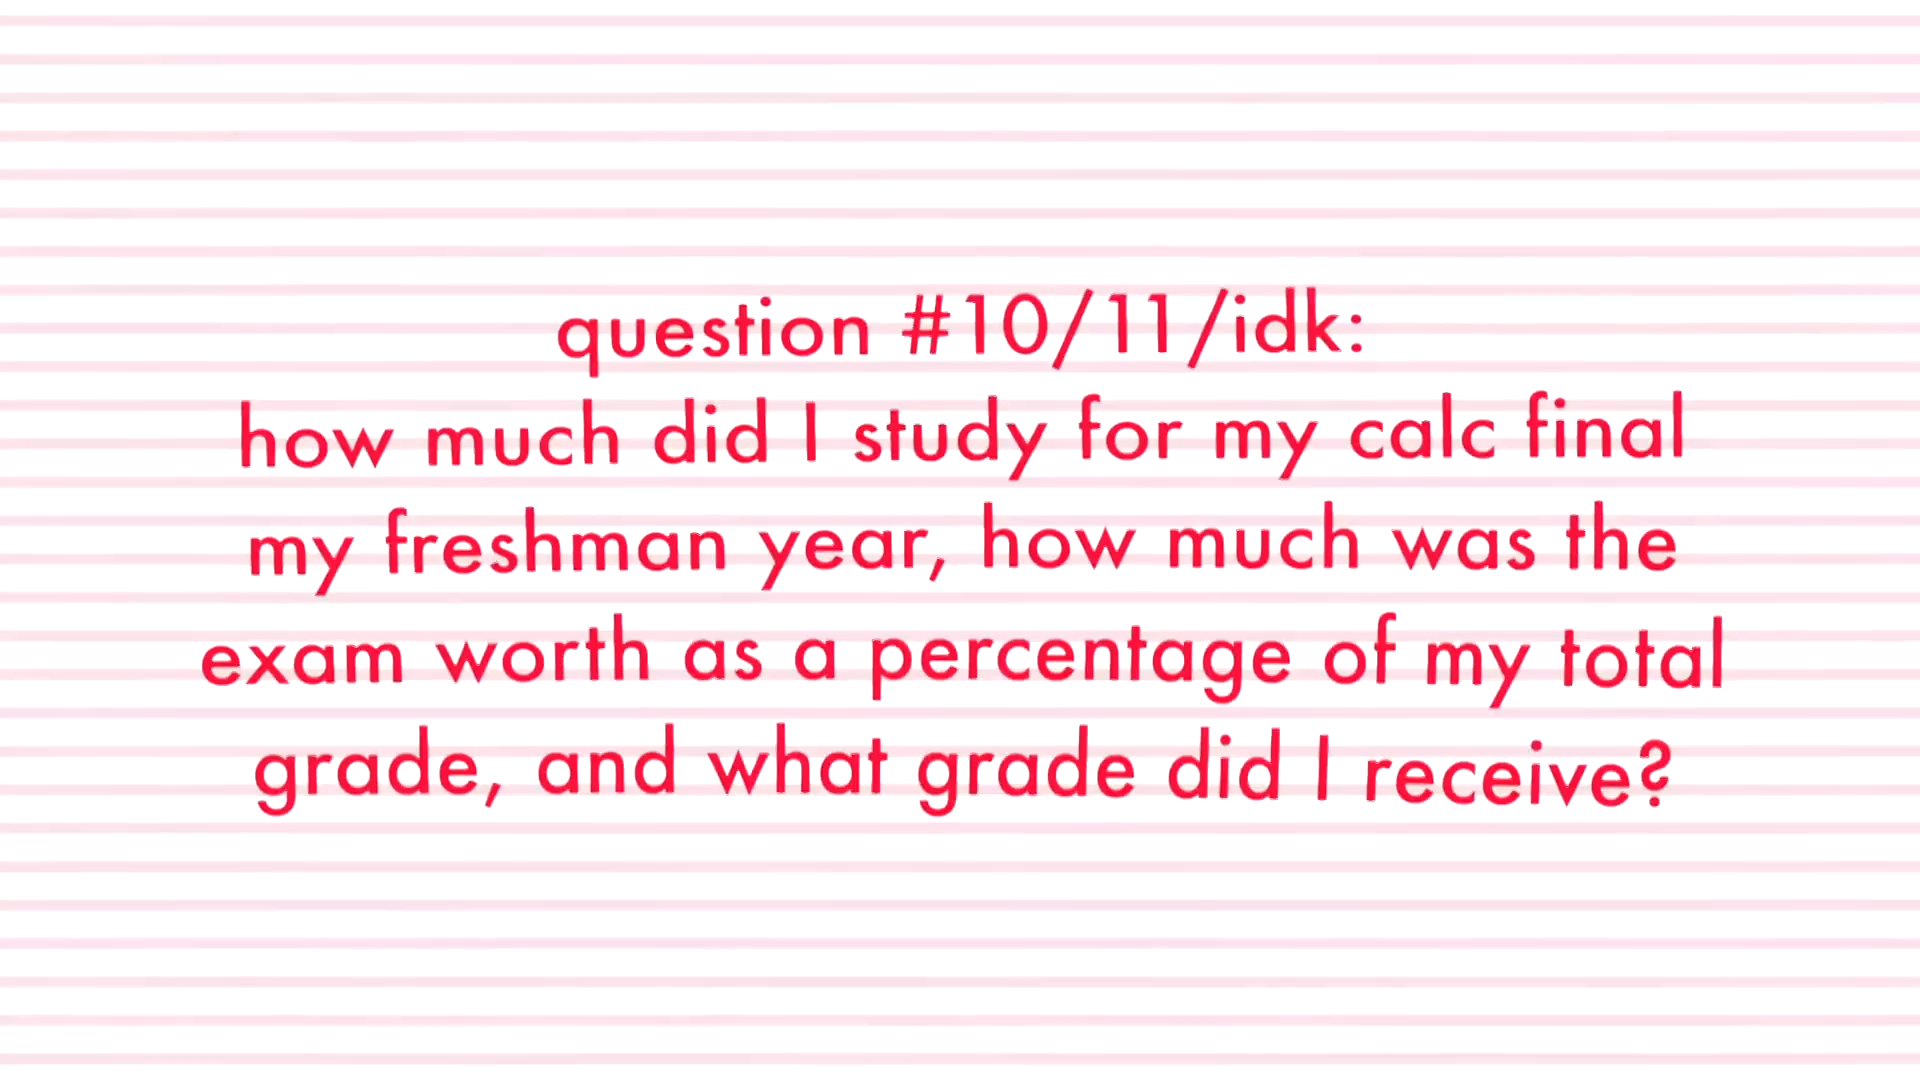 question #10/11/idk:
how much did I study for my calc final
my freshman year, how much was the
exam worth as a percentage of my total
grade, and what grade did I receive?